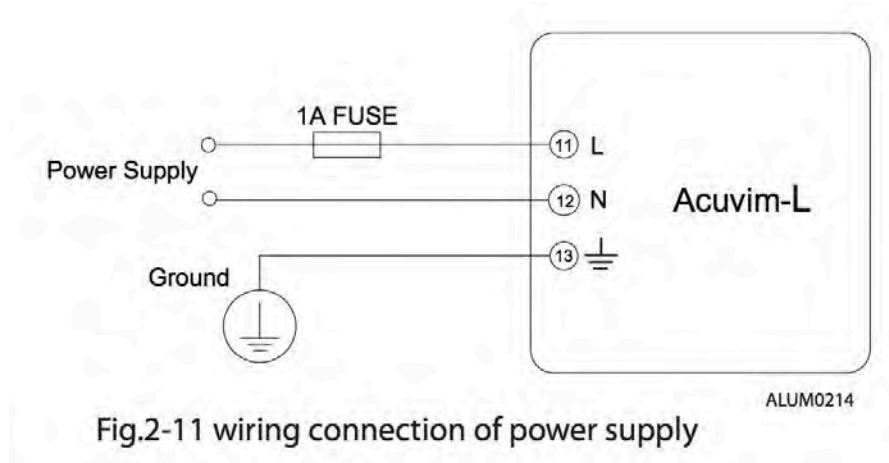 1A FUSE
Power Supply
11 L
12 N
Acuvim-L
13
Ground
ALUM0214
Fig.2-11 wiring connection of power supply